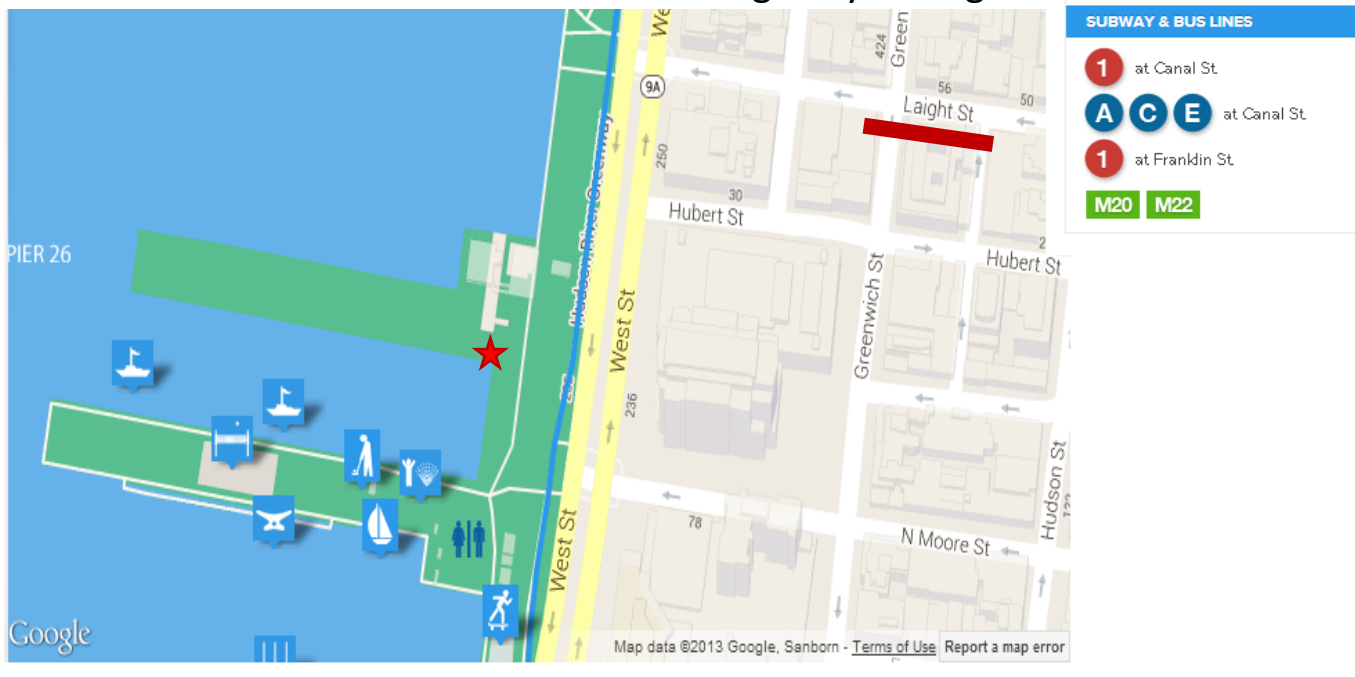 SUBWAY & BUS LINES
1 at Canal St.
A C E at Canal St.
1 at Franklin St.
M20 M22
We
424
Green
9A
56
50
Laight St
250
30
Hubert St
2
Hubert St
PIER 26
Hudson River Greenway
West St
Greenwich St
236
Hudson St
78
N Moore St
West St
Google
Map data ©2013 Google, Sanborn - Terms of Use Report a map error